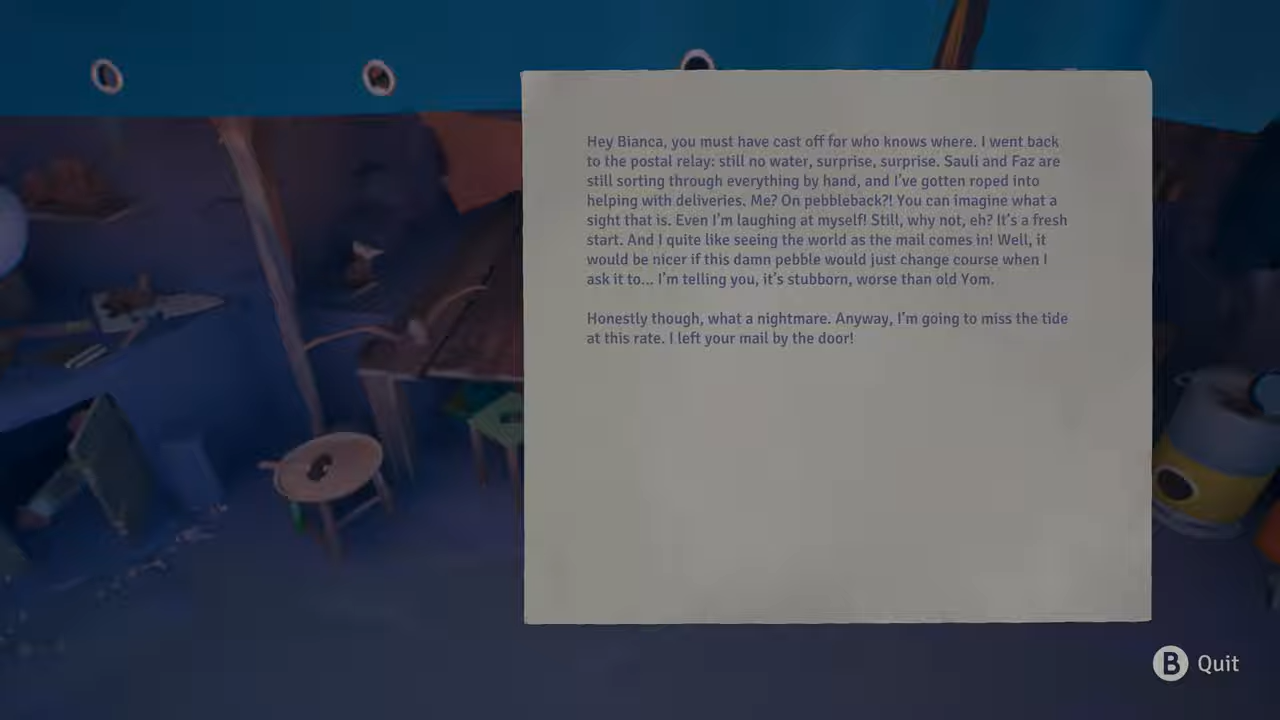 Hey Bianca, you must have cast off for who knows where. I went back
to the postal relay: still no water, surprise, surprise. Sauli and Faz are
still sorting through everything by hand, and I've gotten roped into
helping with deliveries. Me? On pebbleback?! You can imagine what a
sight that is. Even I'm laughing at myself! Still, why not, eh? It's a fresh
start. And I quite like seeing the world as the mail comes in! Well, it
would be nicer if this damn pebble would just change course when I
ask it to... I'm telling you, it's stubborn, worse than old Yom.
Honestly though, what a nightmare. Anyway, I'm going to miss the tide
at this rate. I left your mail by the door!
B Quit